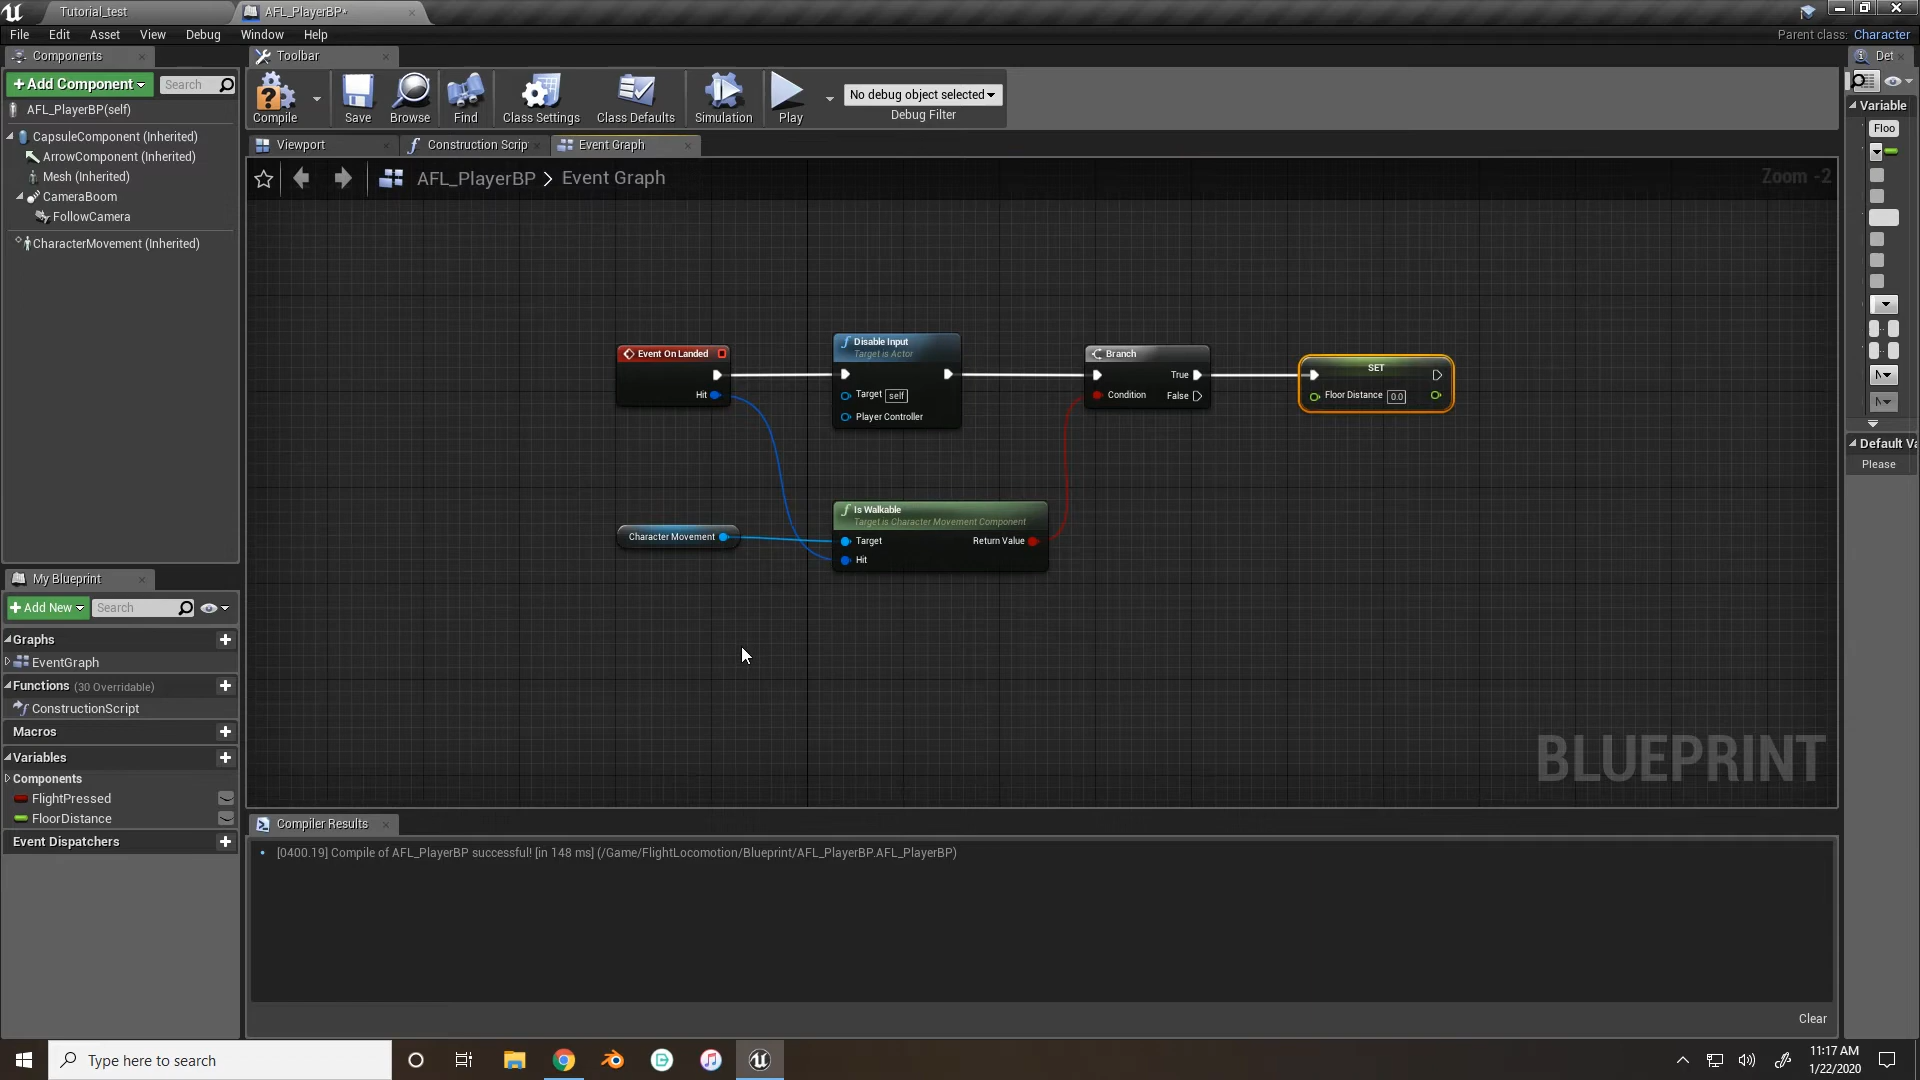 Tutorial_test
AFL_PlayerBP•
File Edit Asset View Debug Window Help
Parent class: Character
Components
Toolbar
Det
+Add Component
Search
AFL_PlayerBP(self)
CapsuleComponent (Inherited)
ArrowComponent (Inherited)
Mesh (Inherited)
CameraBoom
FollowCamera
CharacterMovement (Inherited)
Compile
Save
Browse
Find
Class Settings
Class Defaults
Simulation
Play
No debug object selected
Debug Filter
Viewport
Construction Scrip
Event Graph
AFL_PlayerBP > Event Graph
Zoom -2
Event On Landed
Hit
Disable Input
Target is Actor
Target self
Player Controller
Branch
True
Condition False
SET
Floor Distance 0.0
Character Movement
Is Walkable
Target is Character Movement Component
Target Return Value
Hit
BLUEPRINT
My Blueprint
+Add New
Search
Graphs
EventGraph
Functions (30 Overridable)
ConstructionScript
Macros
Variables
Components
FlightPressed
FloorDistance
Event Dispatchers
Compiler Results
• [0400.19] Compile of AFL_PlayerBP successful! [in 148 ms] (/Game/FlightLocomotion/Blueprint/AFL_PlayerBP.AFL_PlayerBP)
Clear
Variable
Floo
Default Va
Please
Type here to search
11:17 AM
1/22/2020